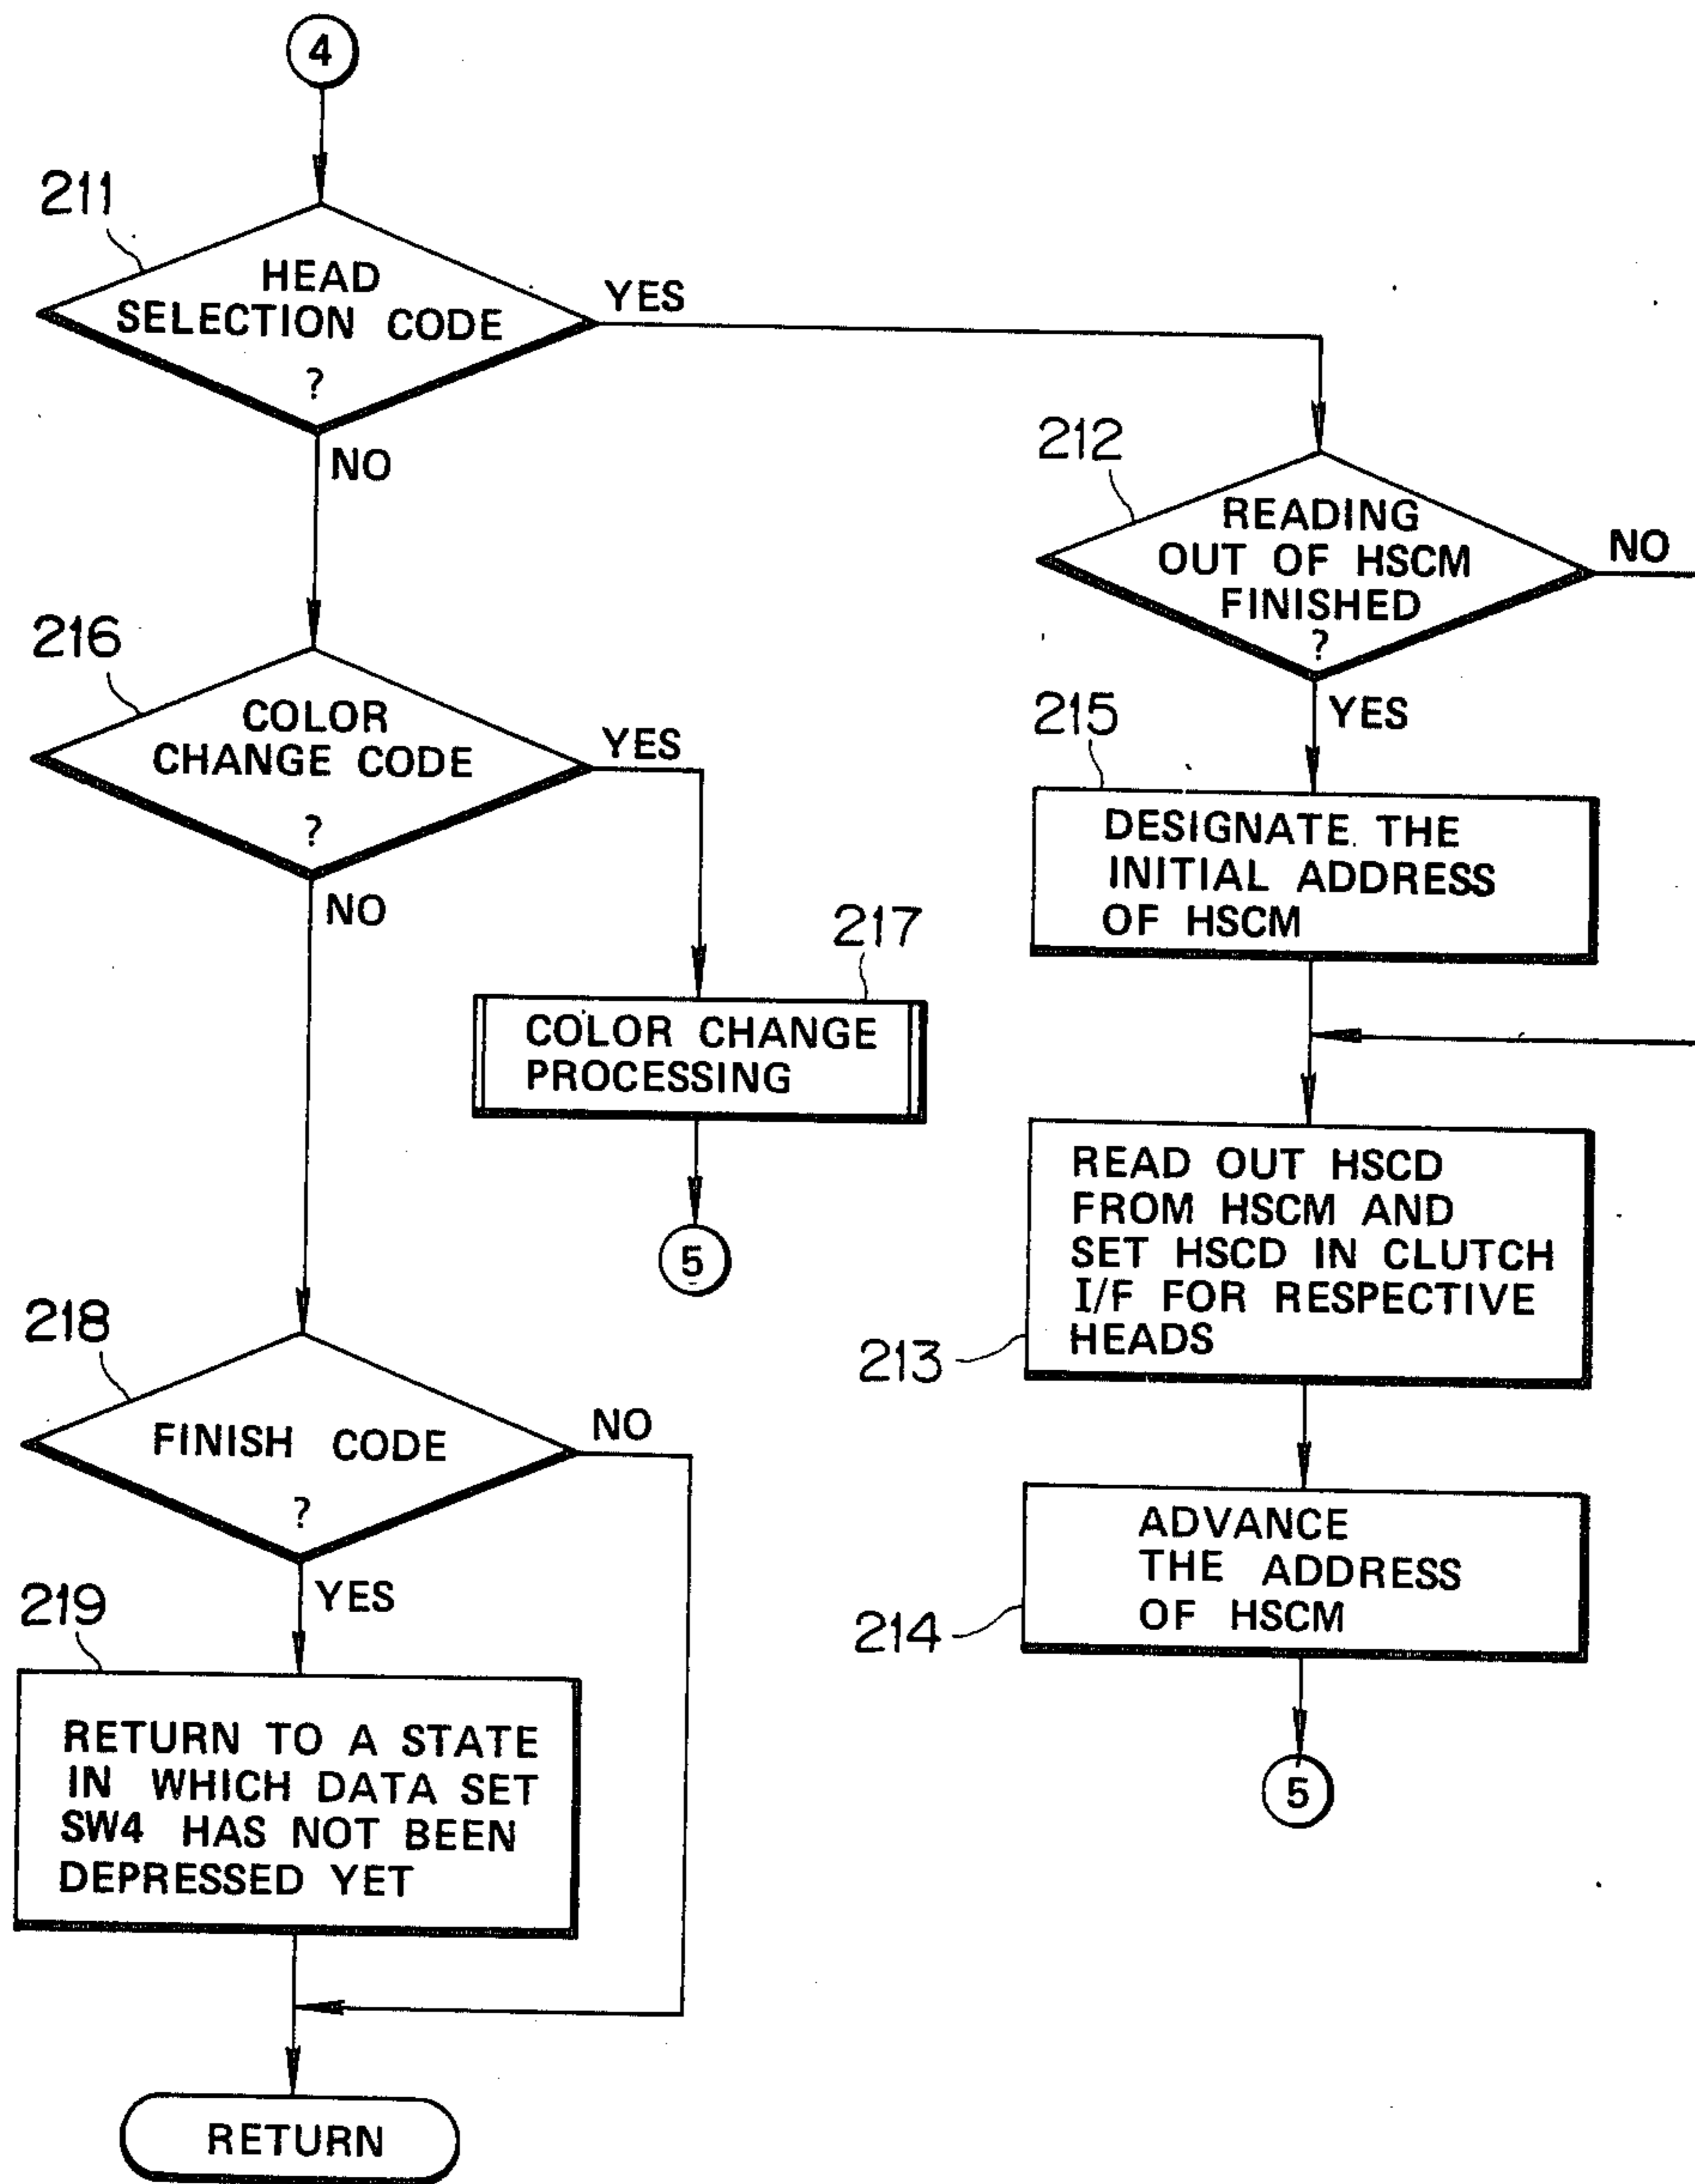 4
211
HEAD
SELECTION CODE
?
YES
NO
212
READING
OUT OF HSCM
FINISHED
?
NO
YES
216
COLOR
CHANGE CODE
?
YES
NO
215
DESIGNATE THE
INITIAL ADDRESS
OF HSCM
217
COLOR CHANGE
PROCESSING
5
READ OUT HSCD
FROM HSCM AND
SET HSCD IN CLUTCH
I/F FOR RESPECTIVE
HEADS
213
218
FINISH CODE
?
NO
YES
ADVANCE
THE ADDRESS
OF HSCM
214
5
219
RETURN TO A STATE
IN WHICH DATA SET
SW4 HAS NOT BEEN
DEPRESSED YET
RETURN